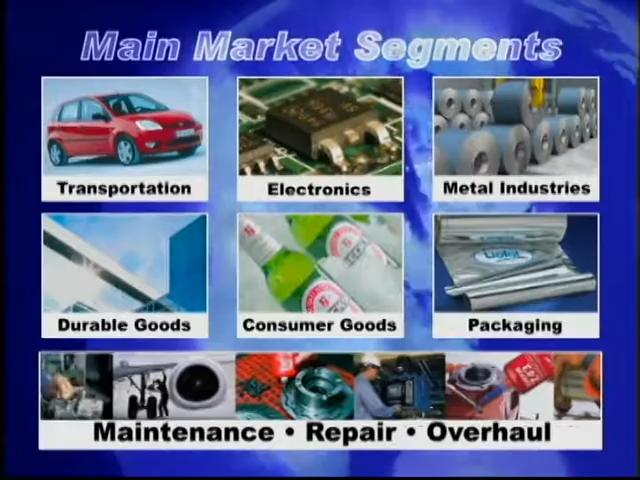 Main Market Segments
Transportation
Electronics
Metal Industries
Durable Goods
Consumer Goods
Packaging
Maintenance • Repair • Overhaul